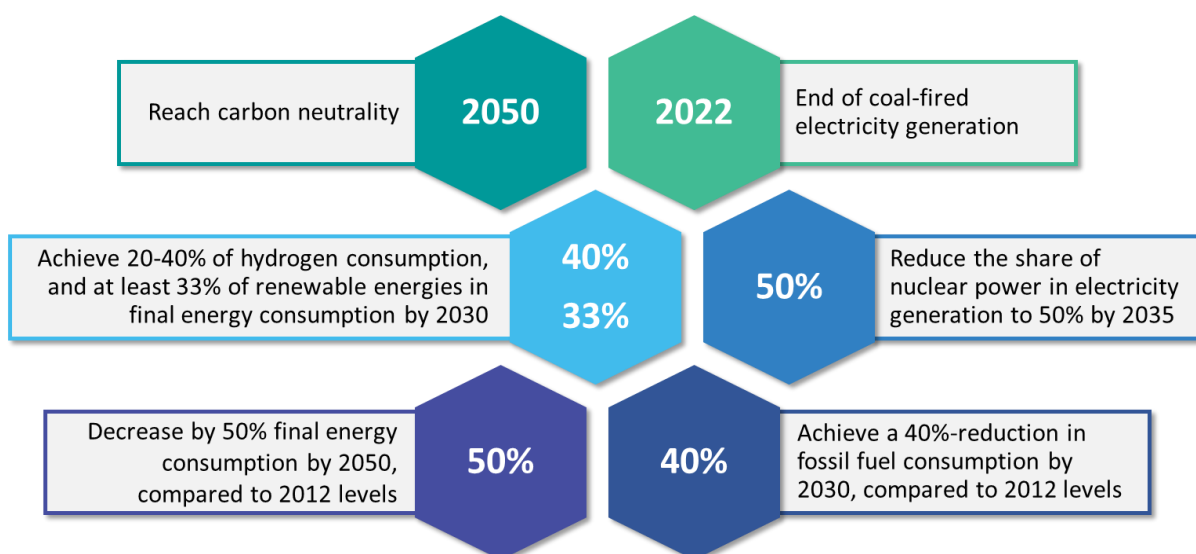 Reach carbon neutrality
2050
2022
End of coal-fired
electricity generation
Achieve 20-40% of hydrogen consumption,
and at least 33% of renewable energies in
final energy consumption by 2030
40%
33%
50%
Reduce the share of
nuclear power in electricity
generation to 50% by 2035
Decrease by 50% final energy
consumption by 2050,
compared to 2012 levels
50%
40%
Achieve a 40%-reduction in
fossil fuel consumption by
2030, compared to 2012 levels